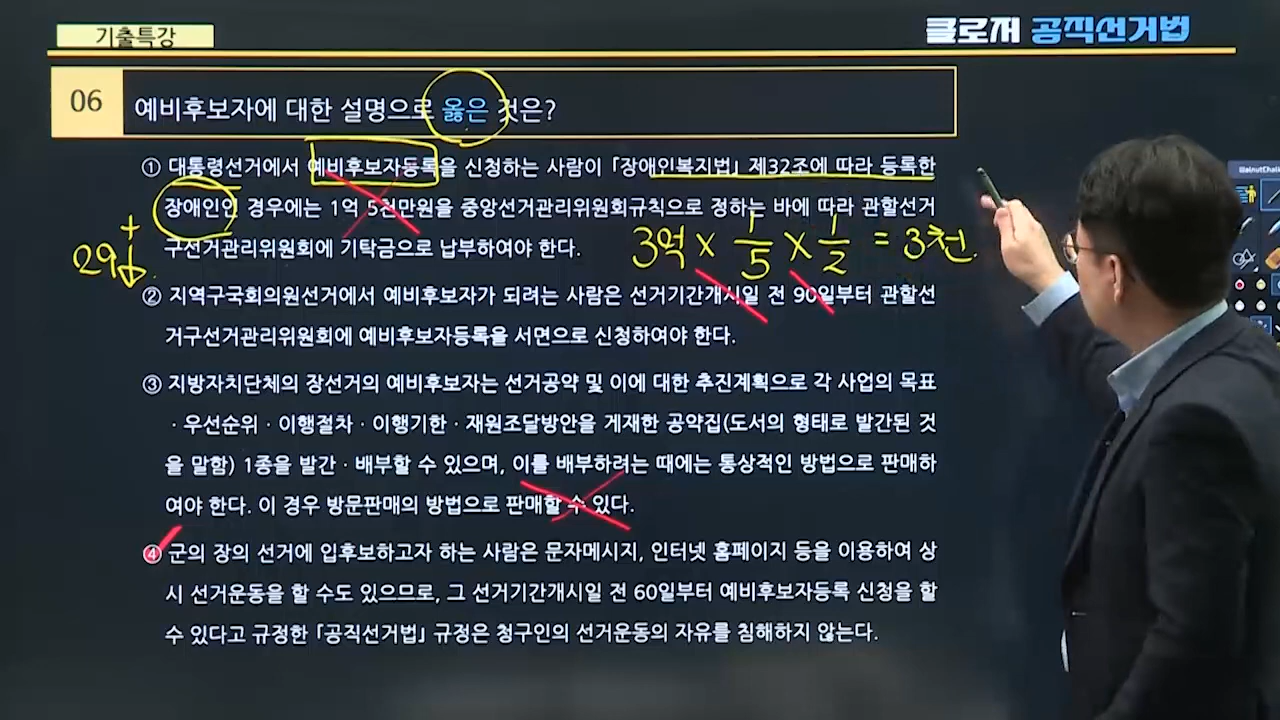 기출특강
클로저 공직선거법
06
예비후보자에 대한 설명으로 옳은 것은?
① 대통령선거에서 예비후보자등록을 신청하는 사람이 「장애인복지법」 제32조에 따라 등록한
장애인인 경우에는 1억 5천만원을 중앙선거관리위원회규칙으로 정하는 바에 따라 관할선거
구선거관리위원회에 기탁금으로 납부하여야 한다.
29↓
+
3억 × 1/5 × 1/2 = 3천.
② 지역구국회의원선거에서 예비후보자가 되려는 사람은 선거기간개시일 전 90일부터 관할선
거구선거관리위원회에 예비후보자등록을 서면으로 신청하여야 한다.
③ 지방자치단체의 장선거의 예비후보자는 선거공약 및 이에 대한 추진계획으로 각 사업의 목표
· 우선순위 · 이행절차 · 이행기한 · 재원조달방안을 게재한 공약집(도서의 형태로 발간된 것
을 말함) 1종을 발간 · 배부할 수 있으며, 이를 배부하려는 때에는 통상적인 방법으로 판매하
여야 한다. 이 경우 방문판매의 방법으로 판매할 수 있다.
④ 군의 장의 선거에 입후보하고자 하는 사람은 문자메시지, 인터넷 홈페이지 등을 이용하여 상
시 선거운동을 할 수도 있으므로, 그 선거기간개시일 전 60일부터 예비후보자등록 신청을 할
수 있다고 규정한 「공직선거법」 규정은 청구인의 선거운동의 자유를 침해하지 않는다.